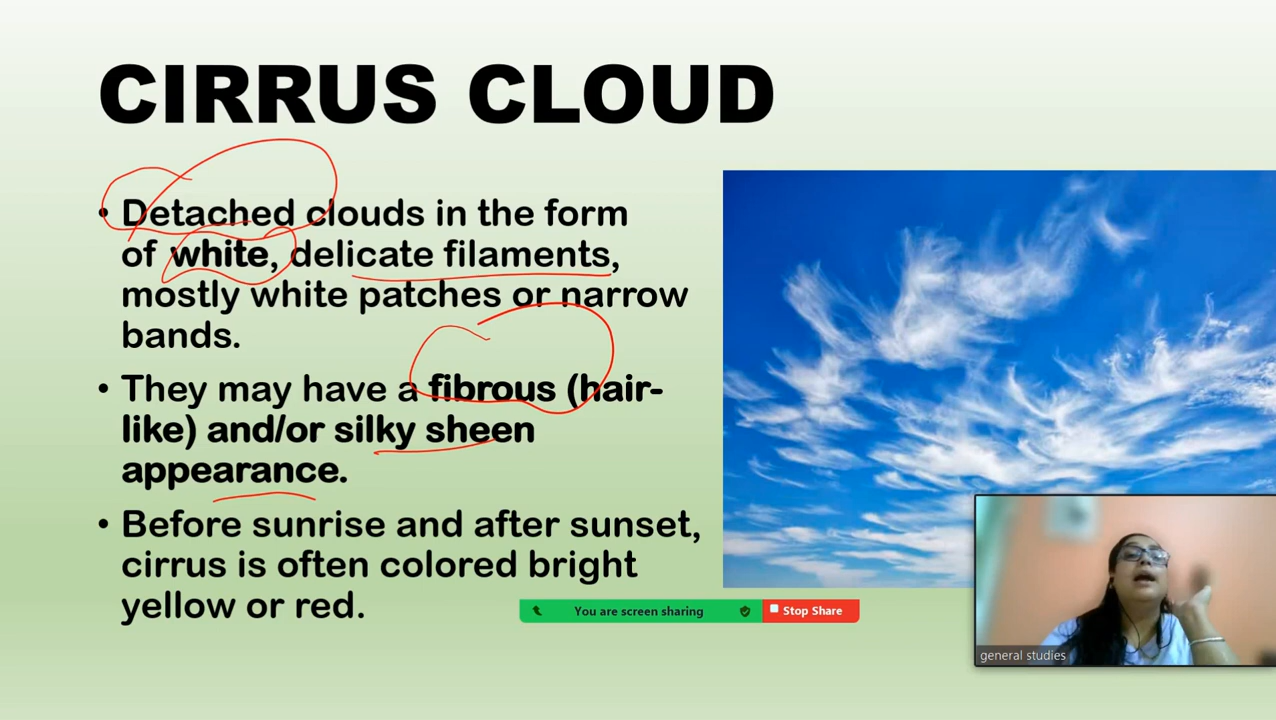 CIRRUS CLOUD
• Detached clouds in the form
of white, delicate filaments,
mostly white patches or narrow
bands.
• They may have a fibrous (hair-
like) and/or silky sheen
appearance.
• Before sunrise and after sunset,
cirrus is often colored bright
yellow or red.
You are screen sharing
Stop Share
general studies